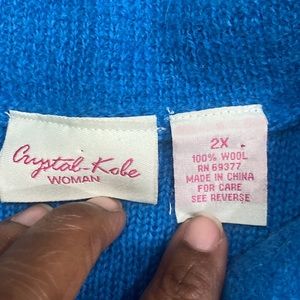 Crystal-Kobe
WOMAN
2X
100% WOOL
RN 69377
MADE IN CHINA
FOR CARE
SEE REVERSE